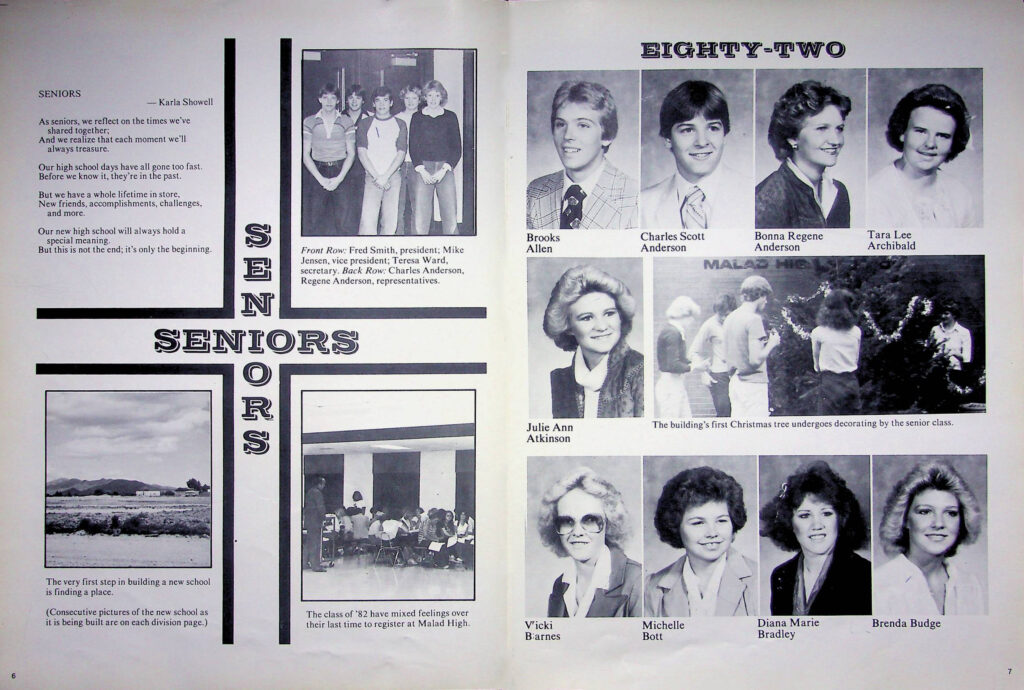 SENIORS
— Karla Showell
As seniors, we reflect on the times we've
shared together;
And we realize that each moment we'll
always treasure.
Our high school days have all gone too fast.
Before we know it, they're in the past.
But we have a whole lifetime in store,
New friends, accomplishments, challenges,
and more.
Our new high school will always hold a
special meaning.
But this is not the end; it's only the beginning.
Front Row: Fred Smith, president; Mike
Jensen, vice president; Teresa Ward,
secretary. Back Row: Charles Anderson,
Regene Anderson, representatives.
SENIORS
SENIORS
The very first step in building a new school
is finding a place.
(Consecutive pictures of the new school as
it is being built are on each division page.)
The class of '82 have mixed feelings over
their last time to register at Malad High.
6
EIGHTY-TWO
Brooks
Allen
Charles Scott
Anderson
Bonna Regene
Anderson
Tara Lee
Archibald
MALAD HIG
Julie Ann
Atkinson
The building's first Christmas tree undergoes decorating by the senior class.
Vicki
Barnes
Michelle
Bott
Diana Marie
Bradley
Brenda Budge
7